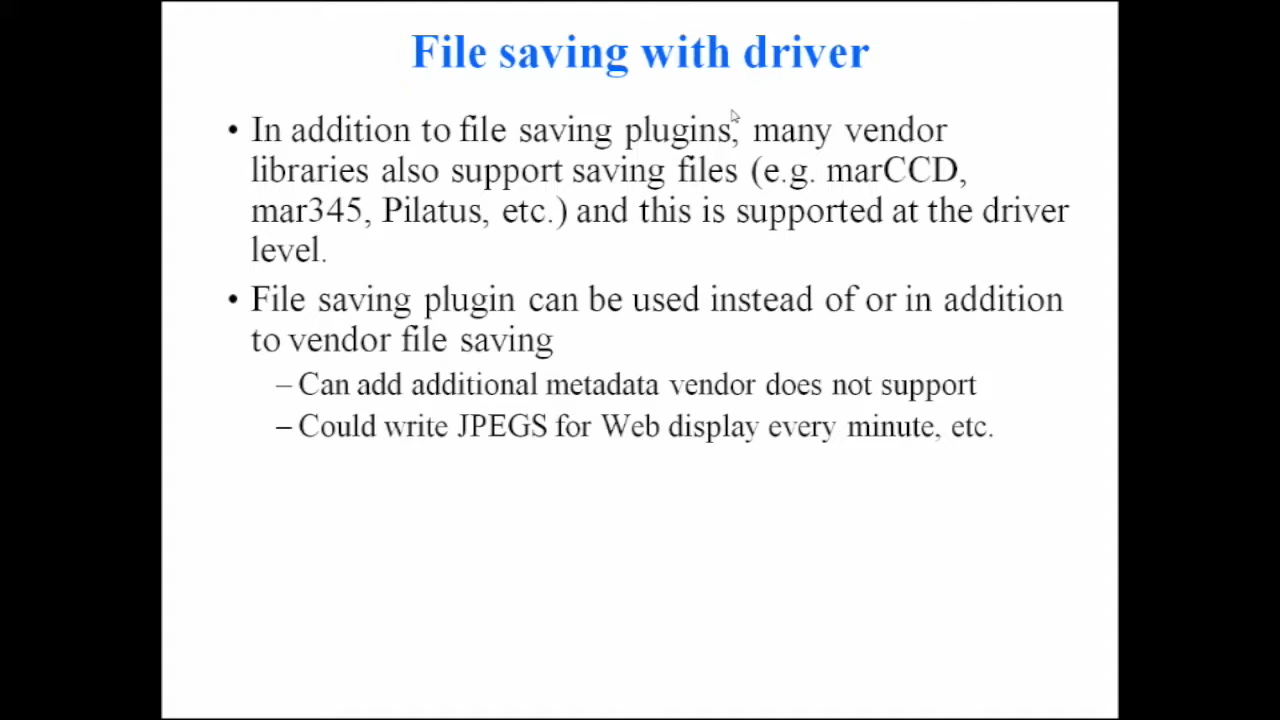 File saving with driver
• In addition to file saving plugins, many vendor
libraries also support saving files (e.g. marCCD,
mar345, Pilatus, etc.) and this is supported at the driver
level.
• File saving plugin can be used instead of or in addition
to vendor file saving
– Can add additional metadata vendor does not support
– Could write JPEGS for Web display every minute, etc.